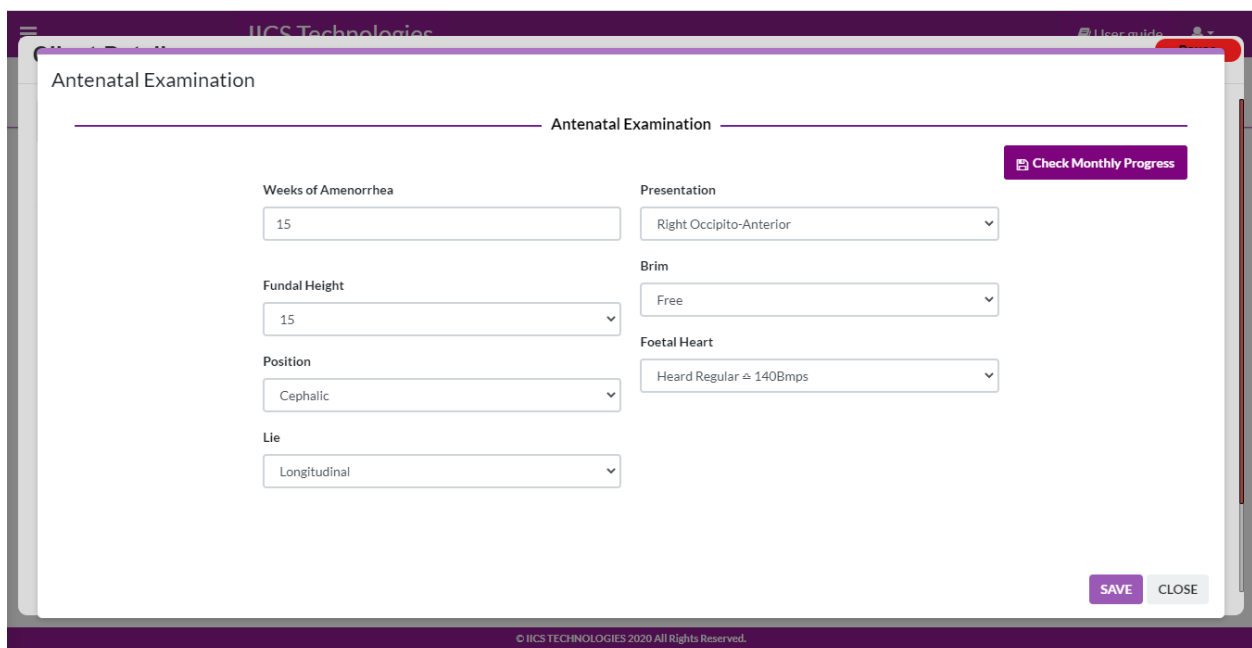 IICS Technologies
User guide
Antenatal Examination
Antenatal Examination
Check Monthly Progress
Weeks of Amenorrhea
15
Presentation
Right Occipito-Anterior
Fundal Height
15
Brim
Free
Position
Cephalic
Foetal Heart
Heard Regular ≏ 140Bmps
Lie
Longitudinal
SAVE CLOSE
© IICS TECHNOLOGIES 2020 All Rights Reserved.